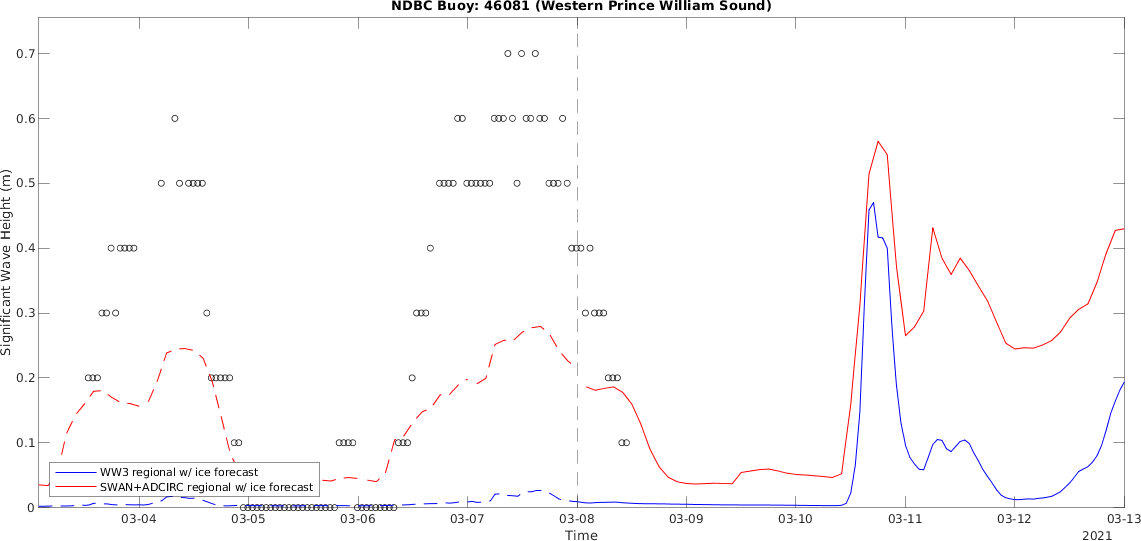 NDBC Buoy: 46081 (Western Prince William Sound)
Significant Wave Height (m)
0.7
0.6
0.5
0.4
0.3
0.2
0.1
0
WW3 regional w/ ice forecast
SWAN+ADCIRC regional w/ ice forecast
03-04 03-05 03-06 03-07 03-08 03-09 03-10 03-11 03-12 03-13
Time
2021